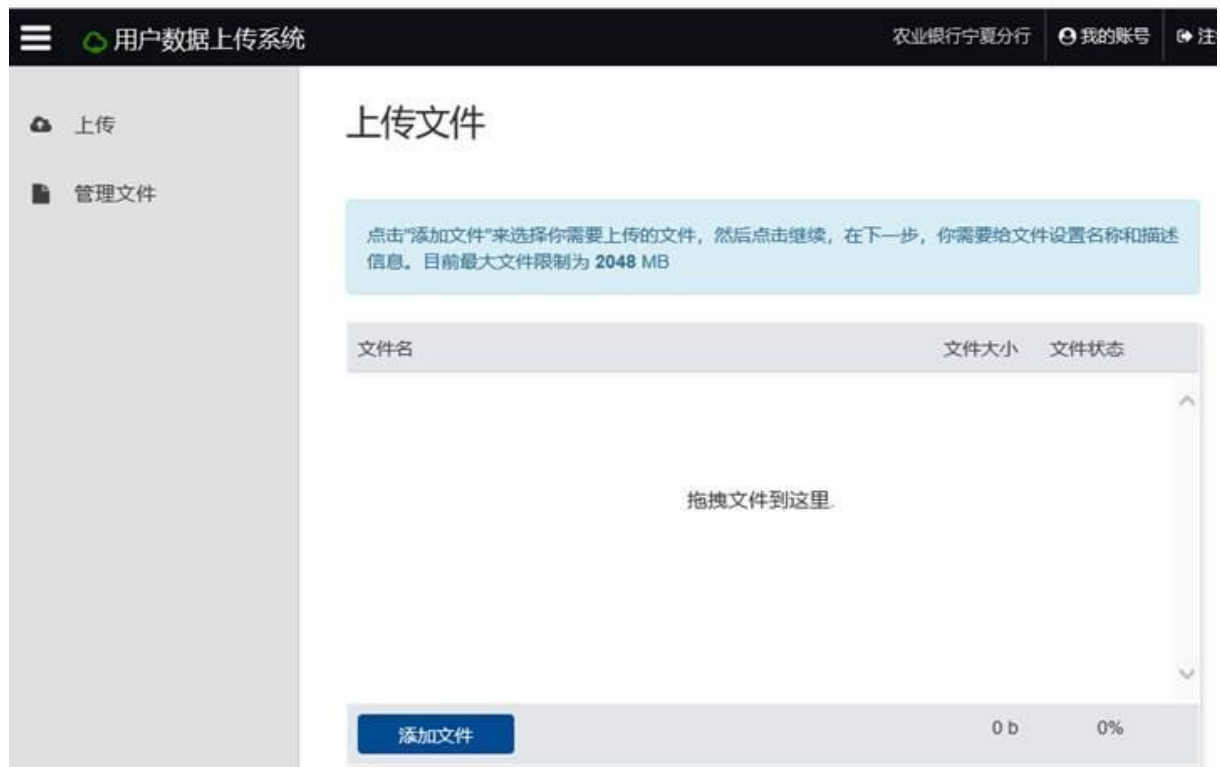 用户数据上传系统
农业银行宁夏分行 我的账号 注
上传
管理文件
上传文件
点击"添加文件"来选择你需要上传的文件，然后点击继续，在下一步，你需要给文件设置名称和描述
信息。目前最大文件限制为 2048 MB
文件名 文件大小 文件状态
拖拽文件到这里.
添加文件 0 b 0%